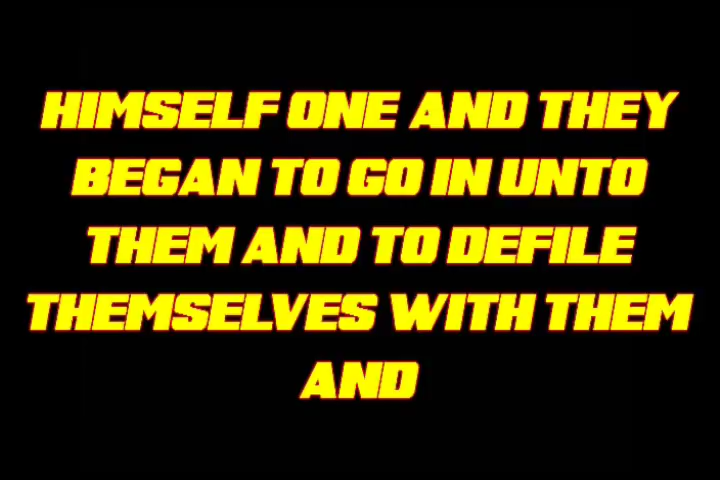 HIMSELF ONE AND THEY
BEGAN TO GO IN UNTO
THEM AND TO DEFILE
THEMSELVES WITH THEM
AND